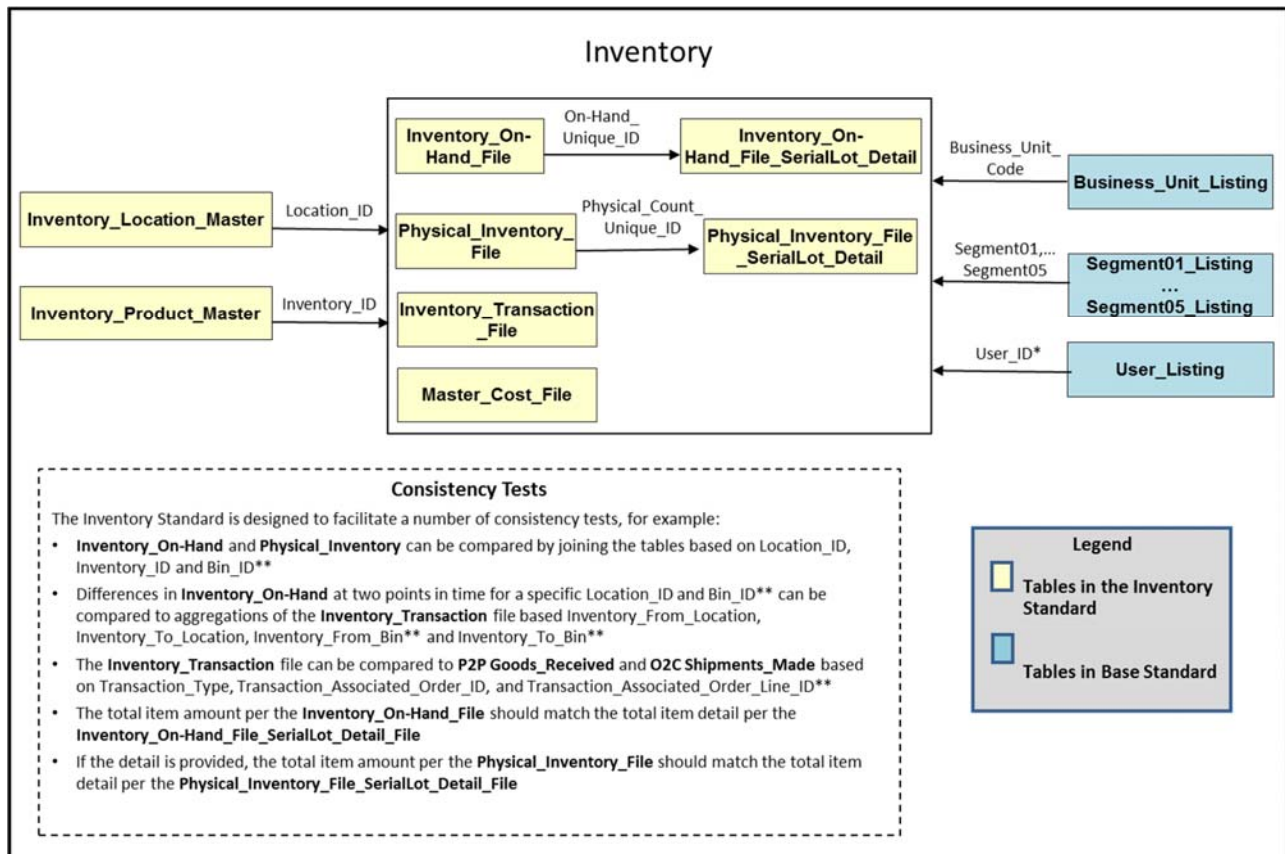 Inventory
Inventory_On-
Hand_File
On-Hand_
Unique_ID
Inventory_On-
Hand_File_SerialLot_Detail
Business_Unit_
Code
Business_Unit_Listing
Inventory_Location_Master
Location_ID
Physical_Inventory_
File
Physical_Count_
Unique_ID
Physical_Inventory_File
_SerialLot_Detail
Segment01,...
Segment05
Segment01_Listing
...
Segment05_Listing
Inventory_Product_Master
Inventory_ID
Inventory_Transaction
_File
User_ID*
User_Listing
Master_Cost_File
Consistency Tests
The Inventory Standard is designed to facilitate a number of consistency tests, for example:
• Inventory_On-Hand and Physical_Inventory can be compared by joining the tables based on Location_ID,
Inventory_ID and Bin_ID**
• Differences in Inventory_On-Hand at two points in time for a specific Location_ID and Bin_ID** can be
compared to aggregations of the Inventory_Transaction file based Inventory_From_Location,
Inventory_To_Location, Inventory_From_Bin** and Inventory_To_Bin**
• The Inventory_Transaction file can be compared to P2P Goods_Received and O2C Shipments_Made based
on Transaction_Type, Transaction_Associated_Order_ID, and Transaction_Associated_Order_Line_ID**
• The total item amount per the Inventory_On-Hand_File should match the total item detail per the
Inventory_On-Hand_File_SerialLot_Detail_File
• If the detail is provided, the total item amount per the Physical_Inventory_File should match the total item
detail per the Physical_Inventory_File_SerialLot_Detail_File
Legend
Tables in the Inventory
Standard
Tables in Base Standard